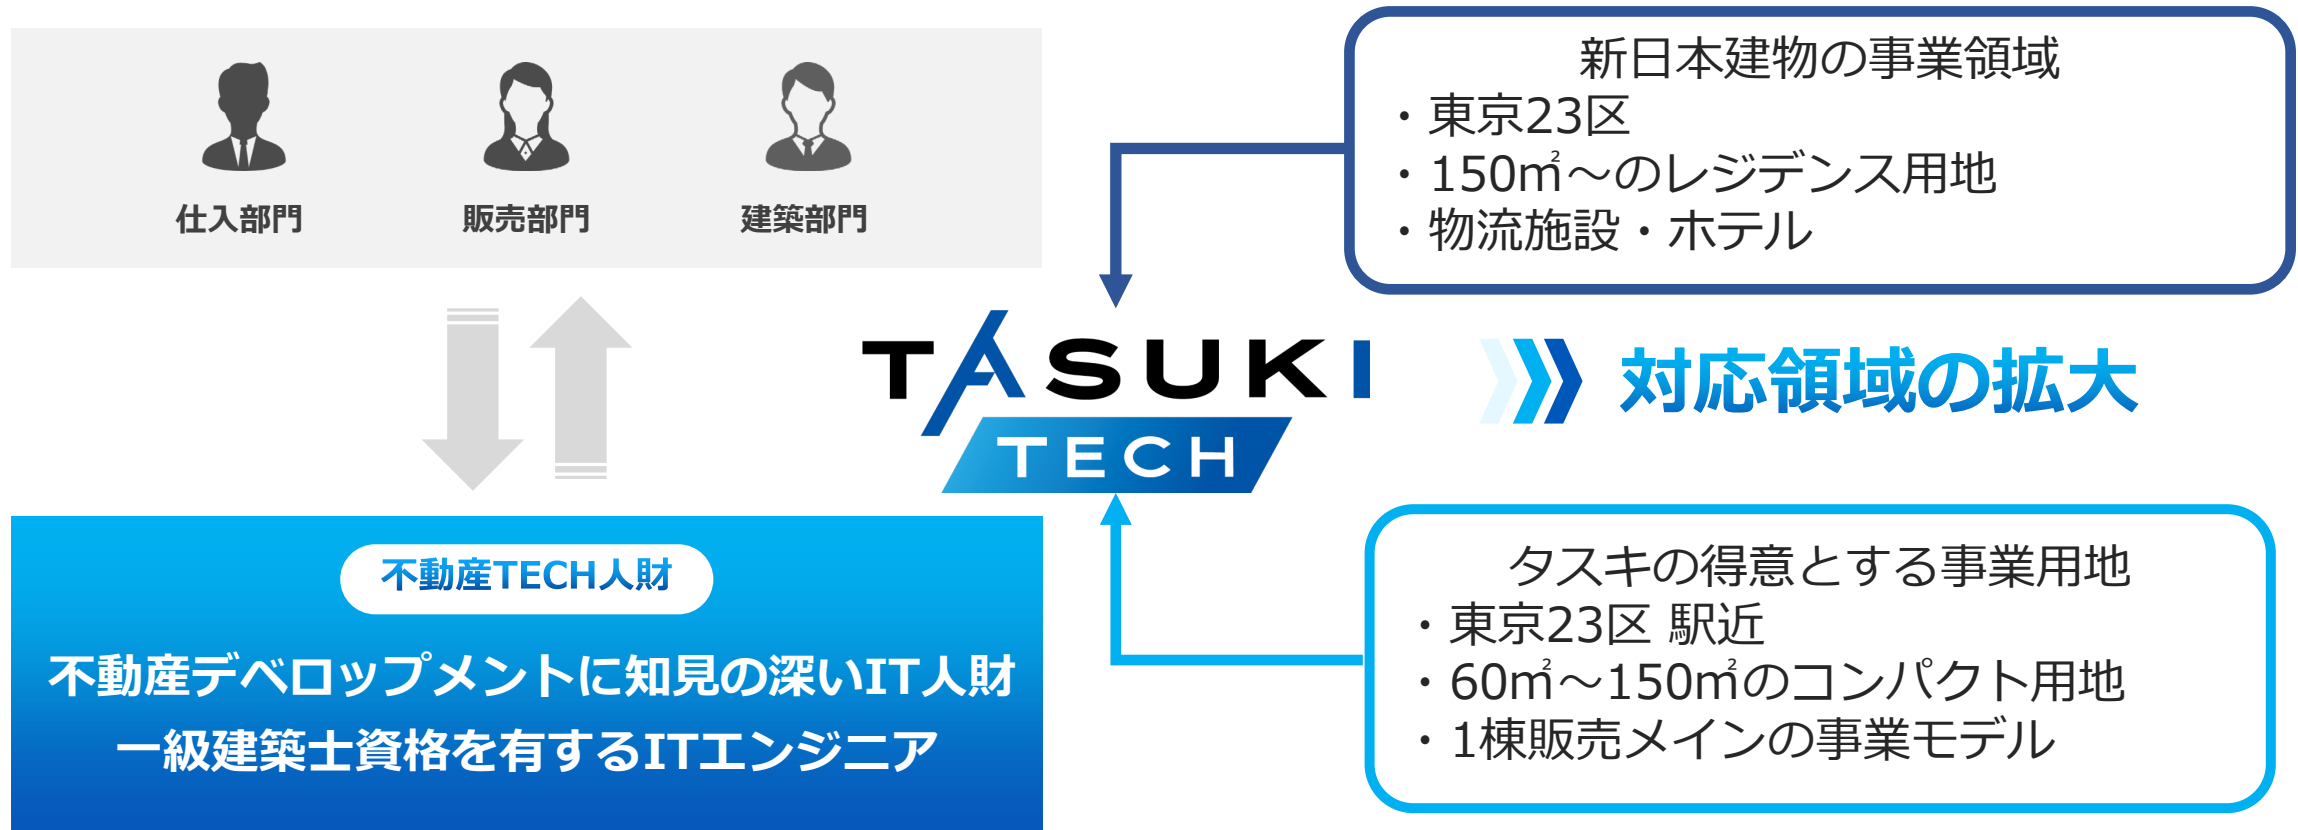 仕入部門
販売部門
建築部門
不動産TECH人財
不動産デベロップメントに知見の深いIT人財
一級建築士資格を有するITエンジニア
TASUKI
TECH
新日本建物の事業領域
・東京23区
・150㎡～のレジデンス用地
・物流施設・ホテル
対応領域の拡大
タスキの得意とする事業用地
・東京23区 駅近
・60㎡～150㎡のコンパクト用地
・1棟販売メインの事業モデル